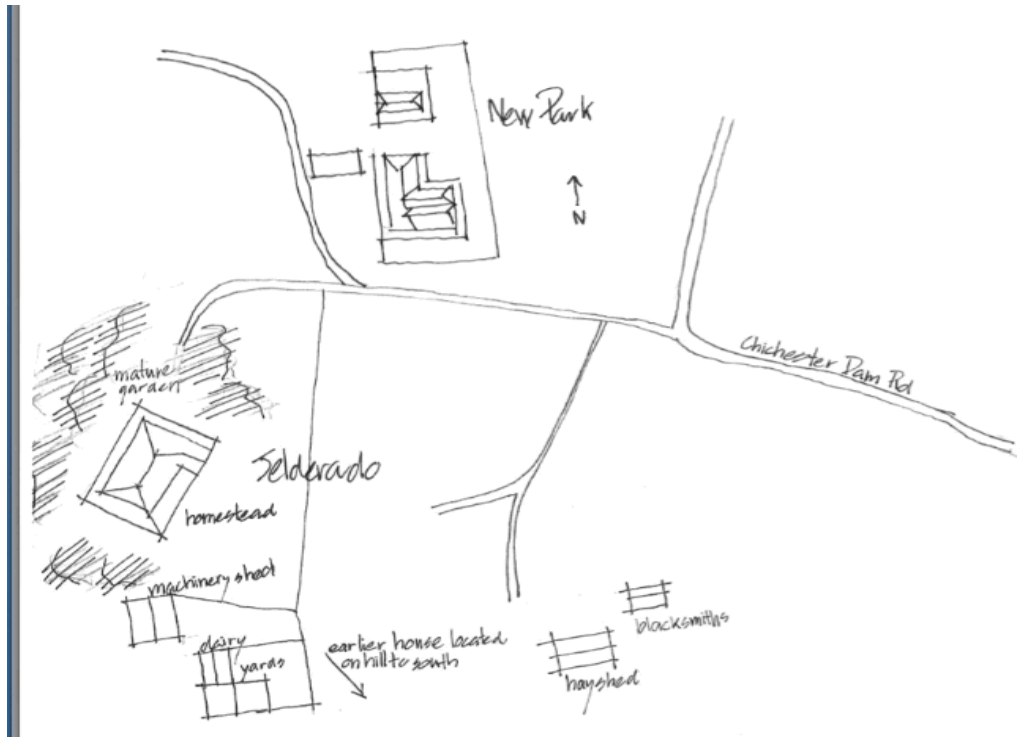 New Park
N
Chichester Dam Rd
mature
garden
Jelderado
homestead
machinery shed
dairy
yards
earlier house located
on hill to south
blacksmiths
hayshed